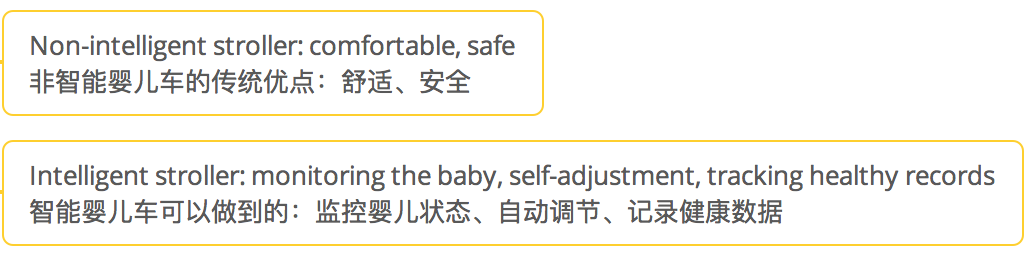 Non-intelligent stroller: comfortable, safe
非智能婴儿车的传统优点：舒适、安全
Intelligent stroller: monitoring the baby, self-adjustment, tracking healthy records
智能婴儿车可以做到的：监控婴儿状态、自动调节、记录健康数据